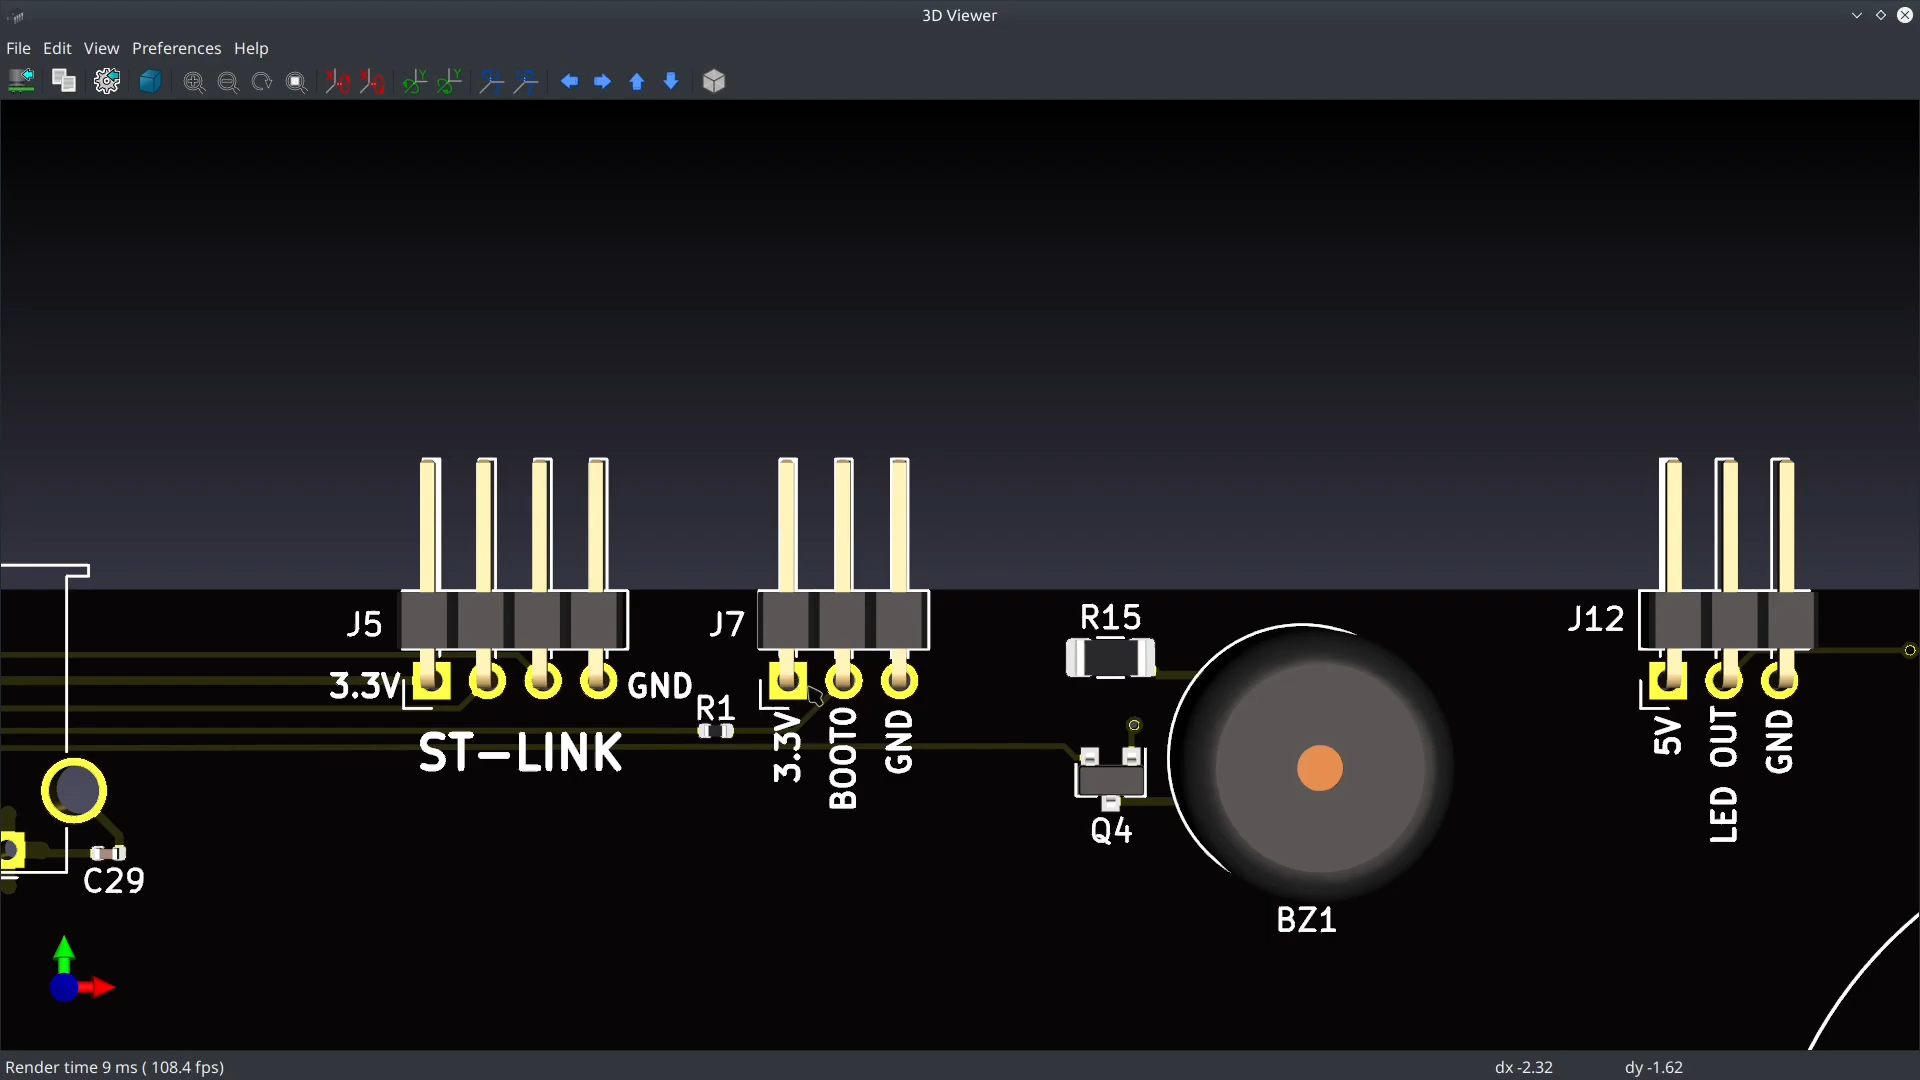 3D Viewer
File Edit View Preferences Help
J5
J7
R15
J12
3.3V
GND
R1
3.3V
BOOT0
GND
5V
LED OUT
GND
ST-LINK
Q4
C29
BZ1
Render time 9 ms ( 108.4 fps)
dx -2.32
dy -1.62